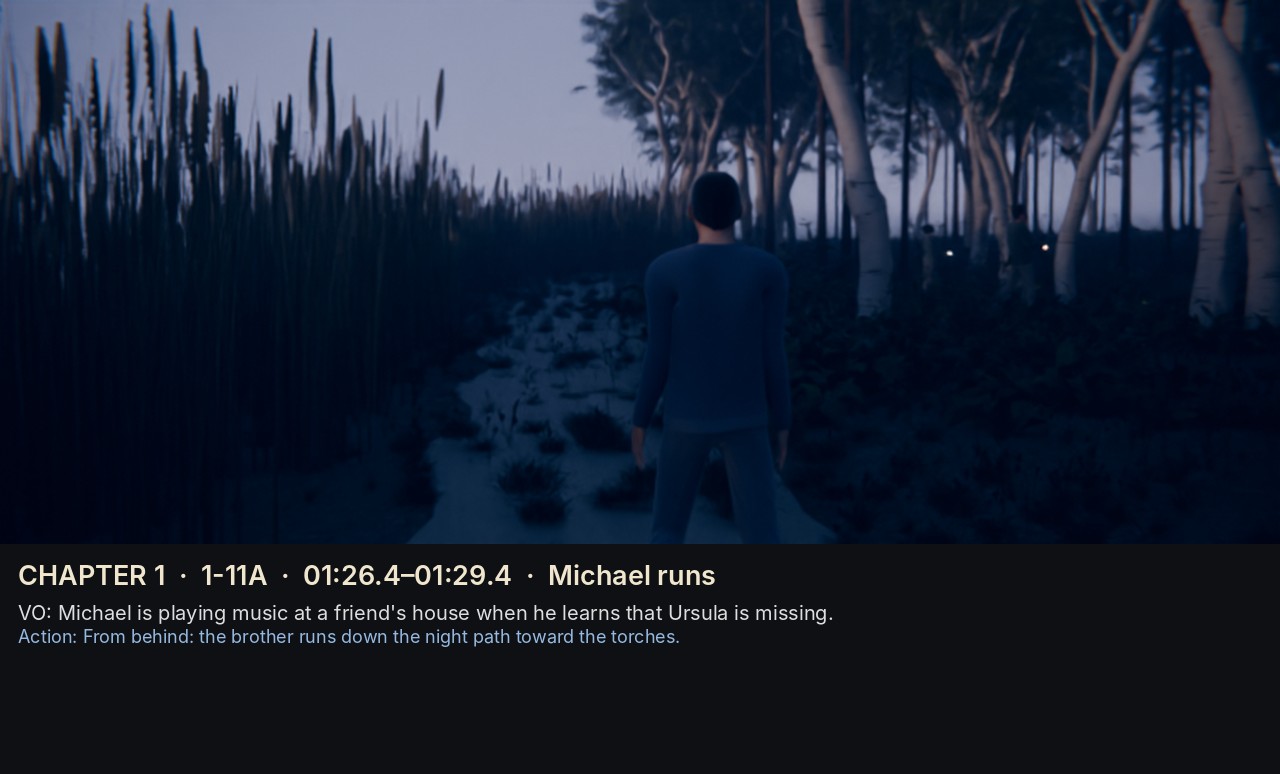 CHAPTER 1 · 1-11A · 01:26.4–01:29.4 · Michael runs
VO: Michael is playing music at a friend's house when he learns that Ursula is missing.
Action: From behind: the brother runs down the night path toward the torches.